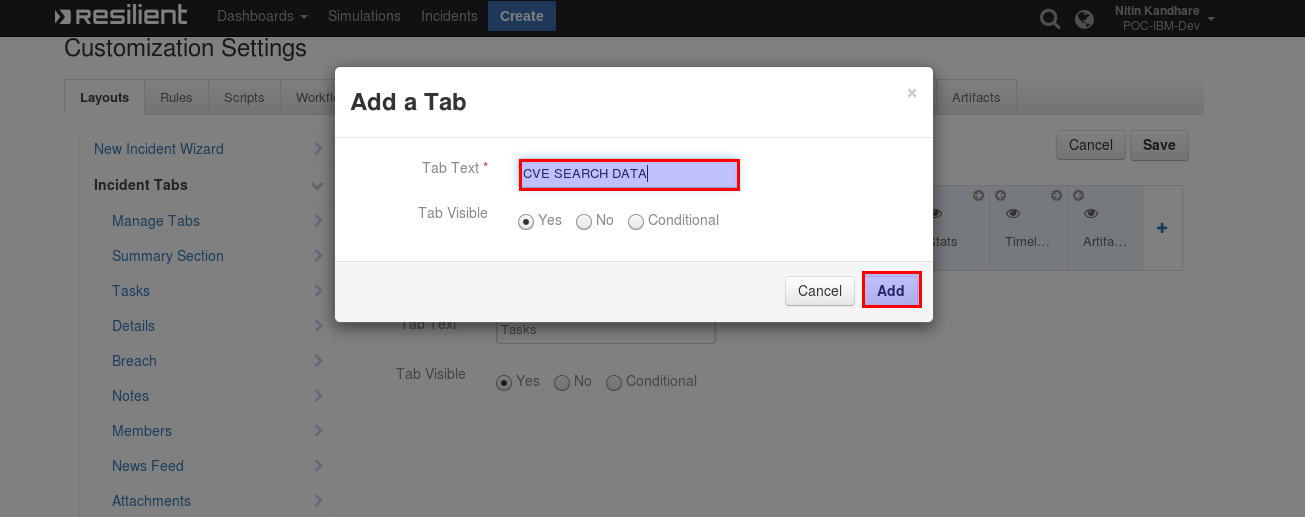 resilient Dashboards Simulations Incidents Create Nitin Kandhare
POC-IBM-Dev
Customization Settings
Layouts Rules Scripts Artifacts
Add a Tab ×
New Incident Wizard Cancel Save
Tab Text * CVE SEARCH DATA
Incident Tabs
Tab Visible Yes No Conditional
Manage Tabs
Summary Section Timel... Artifa... +
Tasks Cancel Add
Details Tab Text Tasks
Breach
Tab Visible Yes No Conditional
Notes
Members
News Feed
Attachments